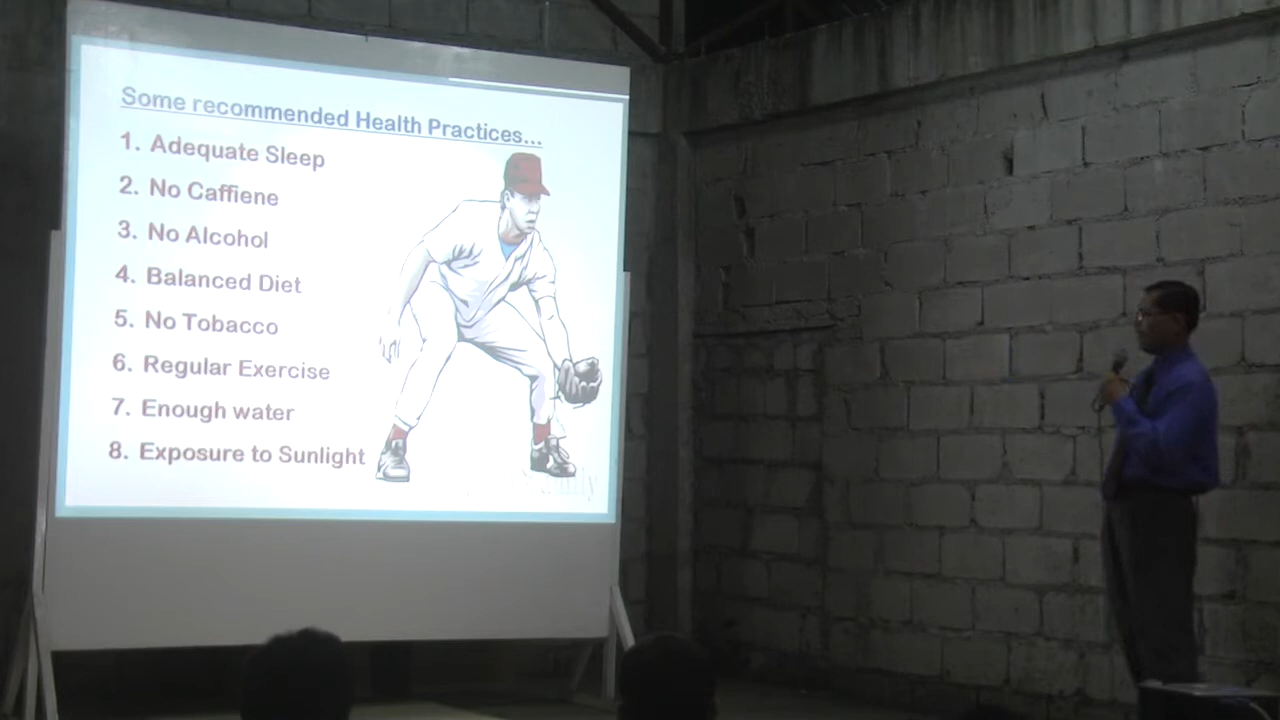 Some recommended Health Practices...
1. Adequate Sleep
2. No Caffiene
3. No Alcohol
4. Balanced Diet
5. No Tobacco
6. Regular Exercise
7. Enough water
8. Exposure to Sunlight